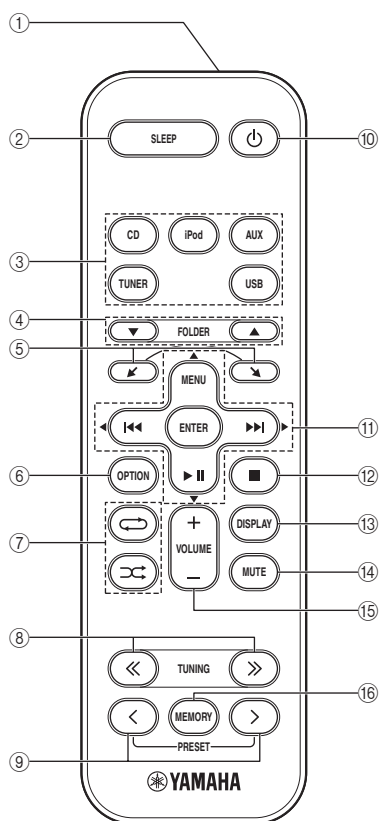 ①
② SLEEP ⑩
CD iPod AUX
③
TUNER USB
④ FOLDER
⑤
MENU
ENTER ⑪
⑥ OPTION ⑫
⑦ + DISPLAY ⑬
VOLUME
– MUTE ⑭
⑮
⑧ TUNING
⑯
MEMORY
PRESET
⑨
YAMAHA